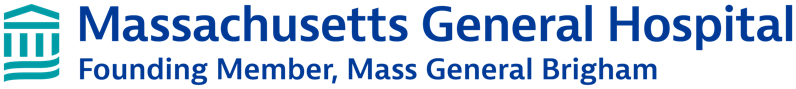 Massachusetts General Hospital
Founding Member, Mass General Brigham